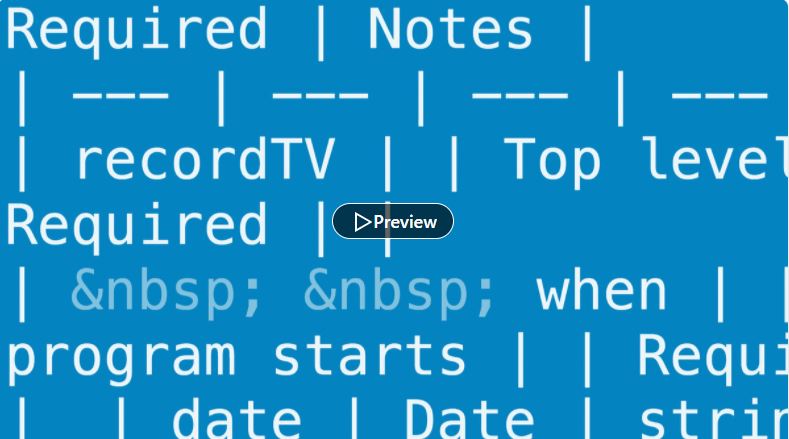 Required | Notes |
| --- | --- | --- | ---
| recordTV | | Top level
Required | |
Preview
| &nbsp; &nbsp; when | |
program starts | | Requi
| | date | Date | strin